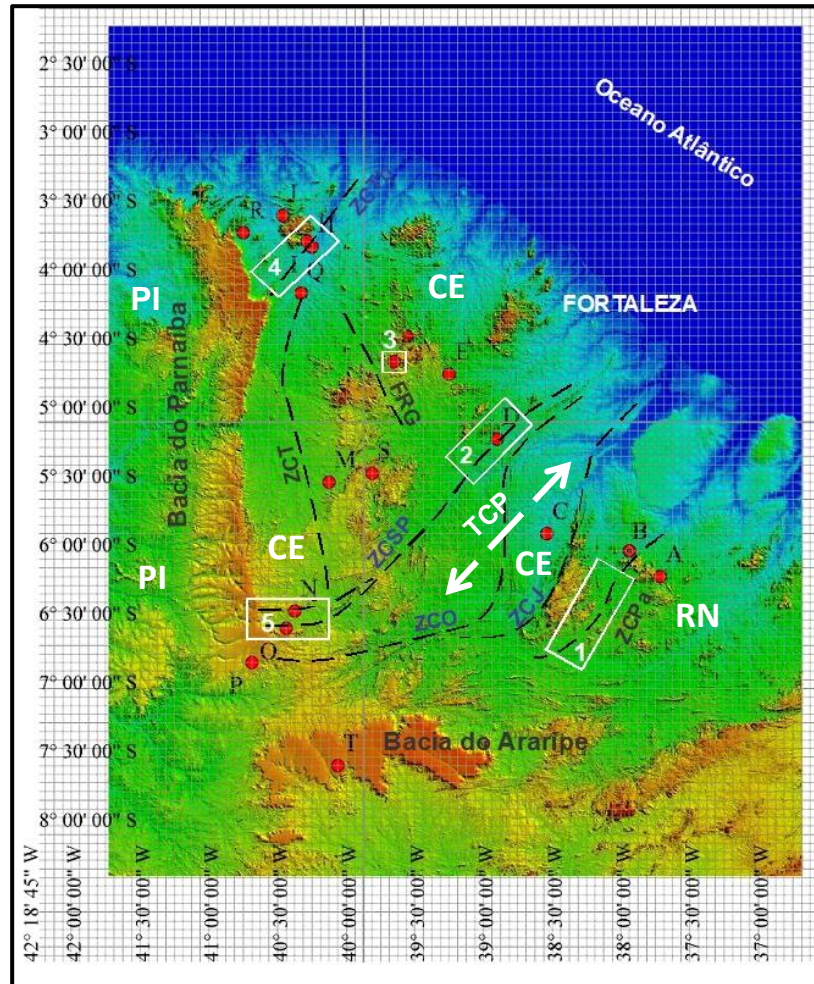 2° 30' 00" S
3° 00' 00" S
3° 30' 00" S
4° 00' 00" S
4° 30' 00" S
5° 00' 00" S
5° 30' 00" S
6° 00' 00" S
6° 30' 00" S
7° 00' 00" S
7° 30' 00" S
8° 00' 00" S
Oceano Atlântico
R
4
Q
PI
CE
FORTALEZA
Bacia do Parnaíba
3
E
FRG
D
2
ZCT
M
S
TCP
C
ZCSP
CE
CE
B
A
PI
V
5
ZCO
ZCJ
ZCPa
RN
1
O
P
T
Bacia do Araripe
42° 18' 45" W
42° 00' 00" W
41° 30' 00" W
41° 00' 00" W
40° 30' 00" W
40° 00' 00" W
39° 30' 00" W
39° 00' 00" W
38° 30' 00" W
38° 00' 00" W
37° 30' 00" W
37° 00' 00" W